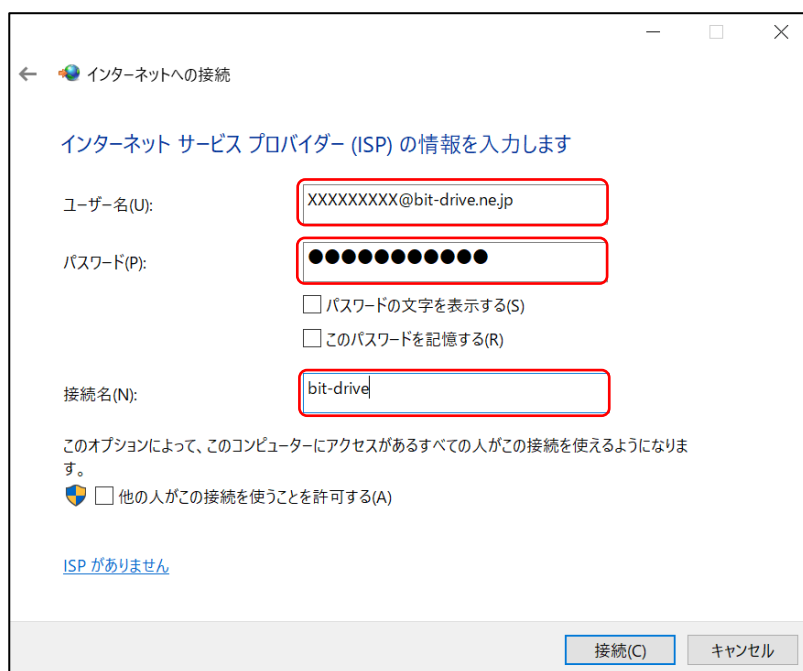 インターネットへの接続
インターネット サービス プロバイダー (ISP) の情報を入力します
ユーザー名(U):
XXXXXXXXX@bit-drive.ne.jp
パスワード(P):
●●●●●●●●●●●
パスワードの文字を表示する(S)
このパスワードを記憶する(R)
接続名(N):
bit-drive
このオプションによって、このコンピューターにアクセスがあるすべての人がこの接続を使えるようになりま
す。
他の人がこの接続を使うことを許可する(A)
ISP がありません
接続(C)
キャンセル